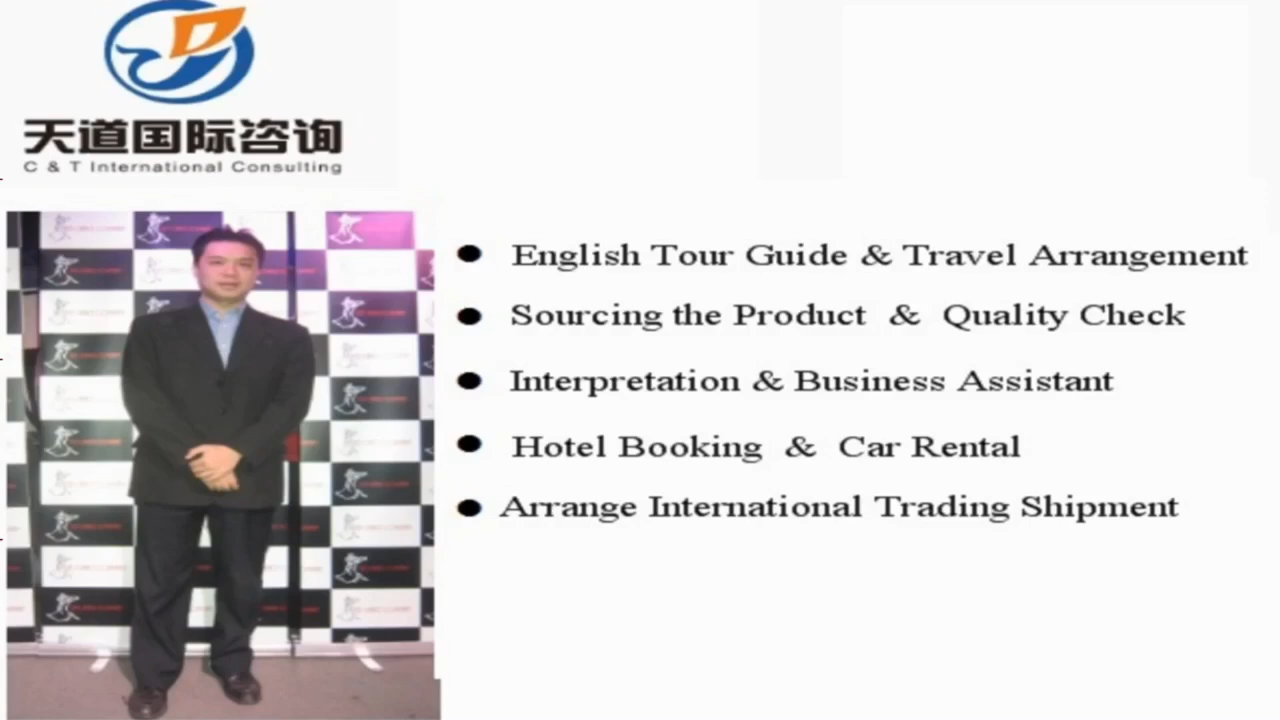 天道国际咨询
C & T International Consulting
English Tour Guide & Travel Arrangement
Sourcing the Product & Quality Check
Interpretation & Business Assistant
Hotel Booking & Car Rental
Arrange International Trading Shipment